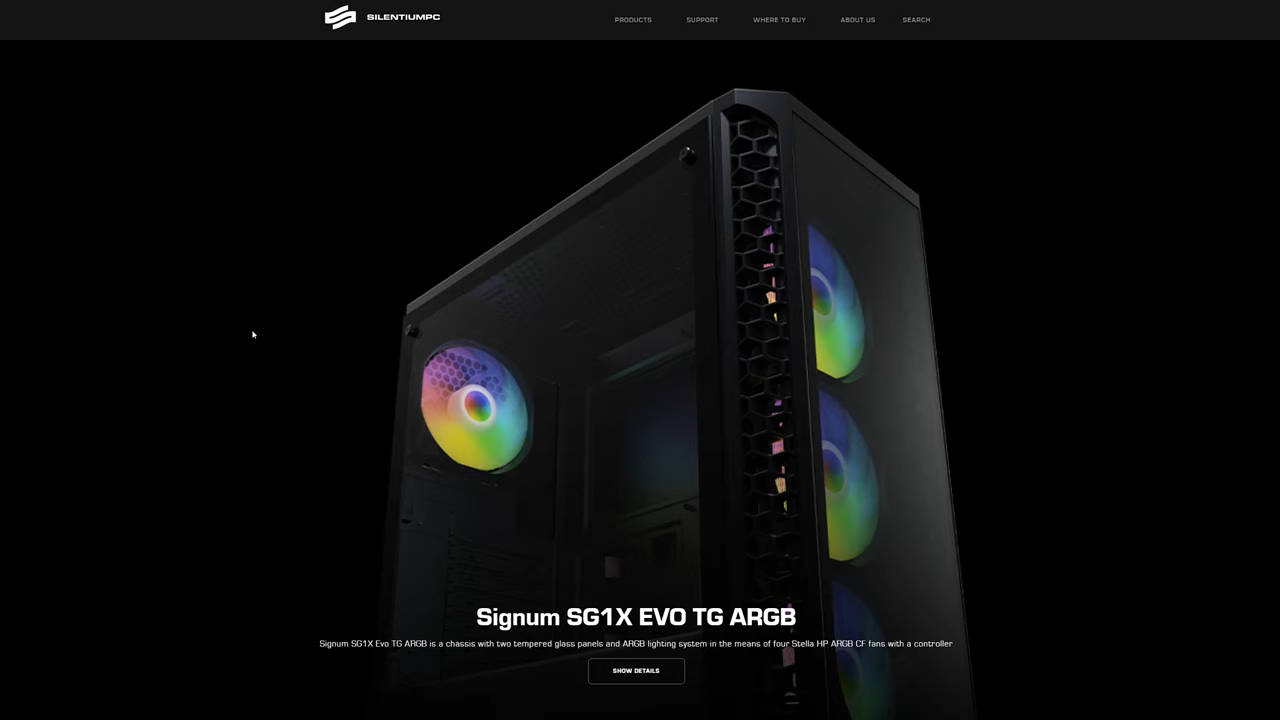 SILENTIUMPC
PRODUCTS SUPPORT WHERE TO BUY ABOUT US SEARCH
Signum SG1X EVO TG ARGB
Signum SG1X Evo TG ARGB is a chassis with two tempered glass panels and ARGB lighting system in the means of four Stella HP ARGB CF fans with a controller
SHOW DETAILS